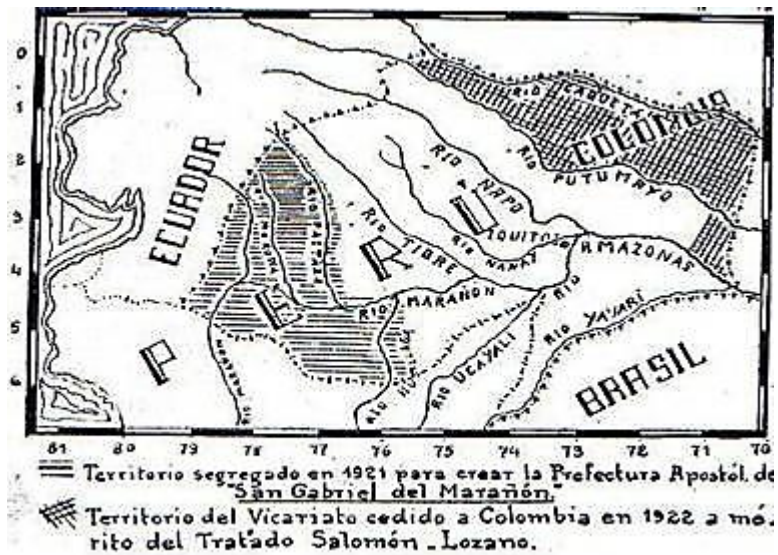 0
1
2
3
4
5
6
ECUADOR
COLOMBIA
BRASIL
PERU
RIO CAQUETA
RIO PUTUMAYO
RIO NAPO
IQUITOS
RIO NANAY
RIO TIGRE
AMAZONAS
RIO MARAÑON
RIO UCAYALI
RIO YAVARÍ
81 80 79 78 77 76 75 74 73 72 71 70
Territorio segregado en 1921 para crear la Prefectura Apostól. de
"San Gabriel del Marañón."
Territorio del Vicariato cedido a Colombia en 1922 a mé-
rito del Tratado Salomón - Lozano.